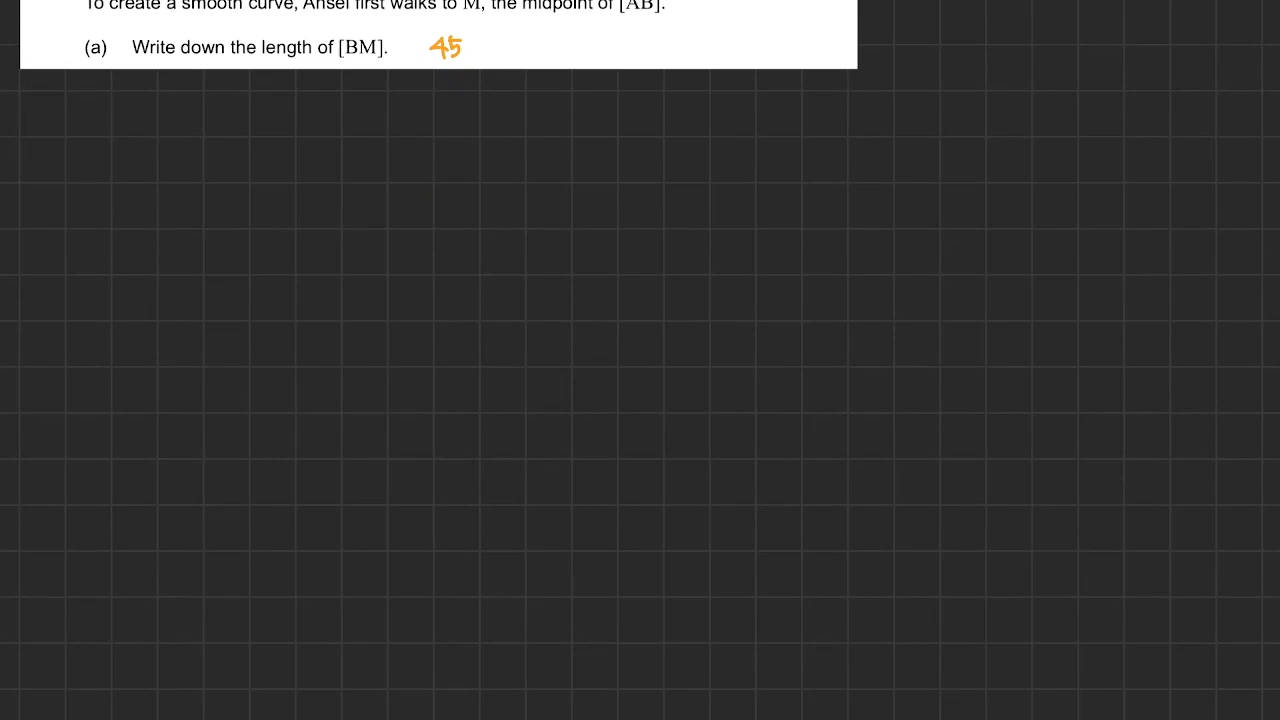 To create a smooth curve, Ansel first walks to M, the midpoint of [AB].
(a) Write down the length of [BM]. 45